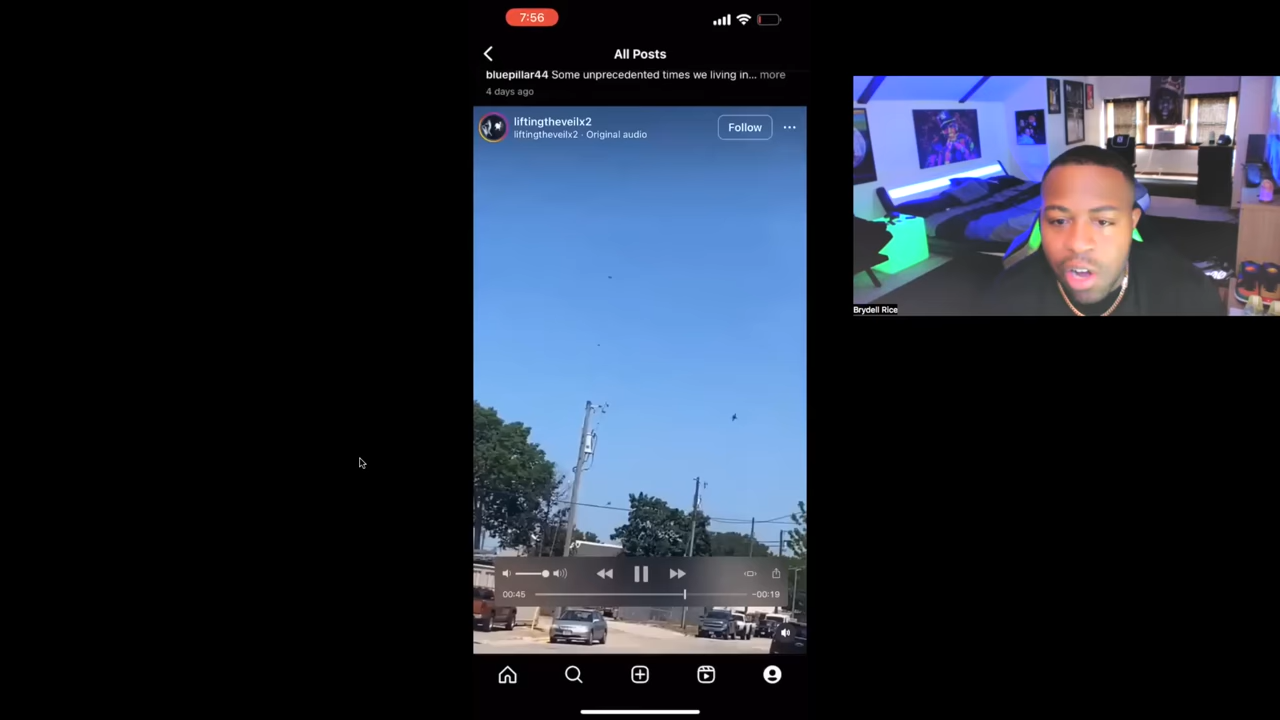 7:56
All Posts
bluepillar44 Some unprecedented times we living in... more
4 days ago
liftingtheveilx2
liftingtheveilx2 · Original audio
Follow
00:45
-00:19
Brydell Rice